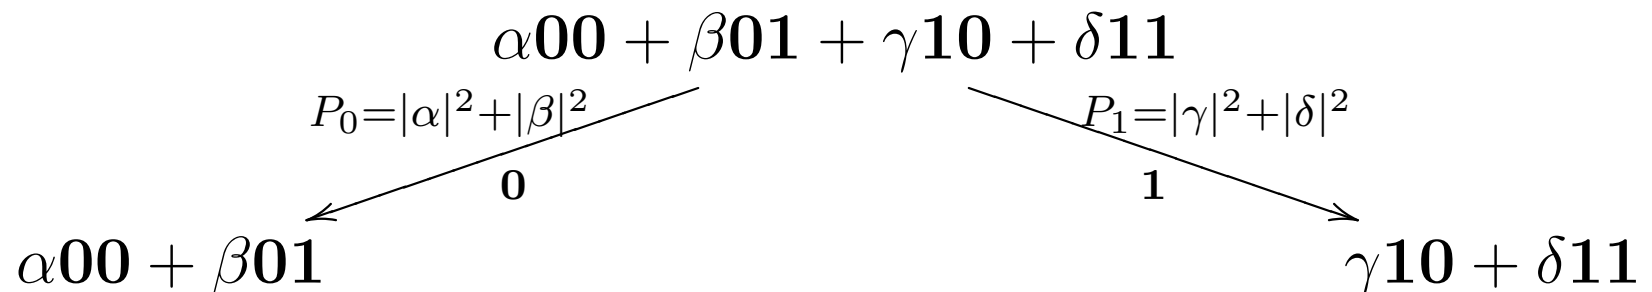 α00 + β01 + γ10 + δ11
P₀=|α|²+|β|² P₁=|γ|²+|δ|²
0 1
α00 + β01 γ10 + δ11